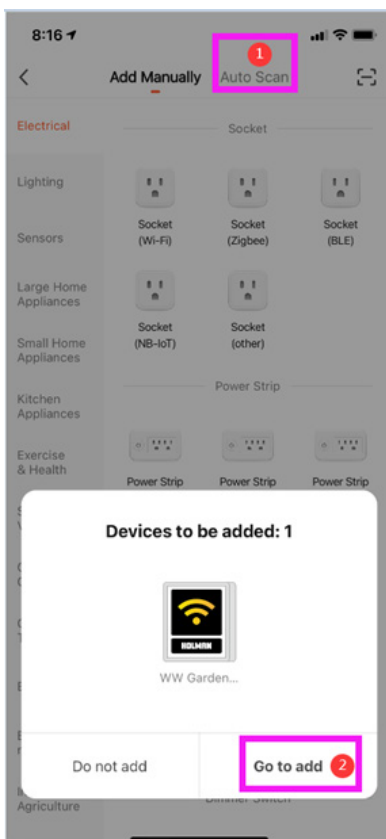 8:16
1
Add Manually
Auto Scan
Electrical
Socket
Lighting
Socket
(Wi-Fi)
Socket
(Zigbee)
Socket
(BLE)
Sensors
Large Home
Appliances
Socket
(NB-IoT)
Socket
(other)
Small Home
Appliances
Power Strip
Kitchen
Appliances
Exercise
& Health
Power Strip
Power Strip
Power Strip
Devices to be added: 1
HOLMAN
WW Garden...
Do not add
Go to add
2
Agriculture
Dimmer Switch